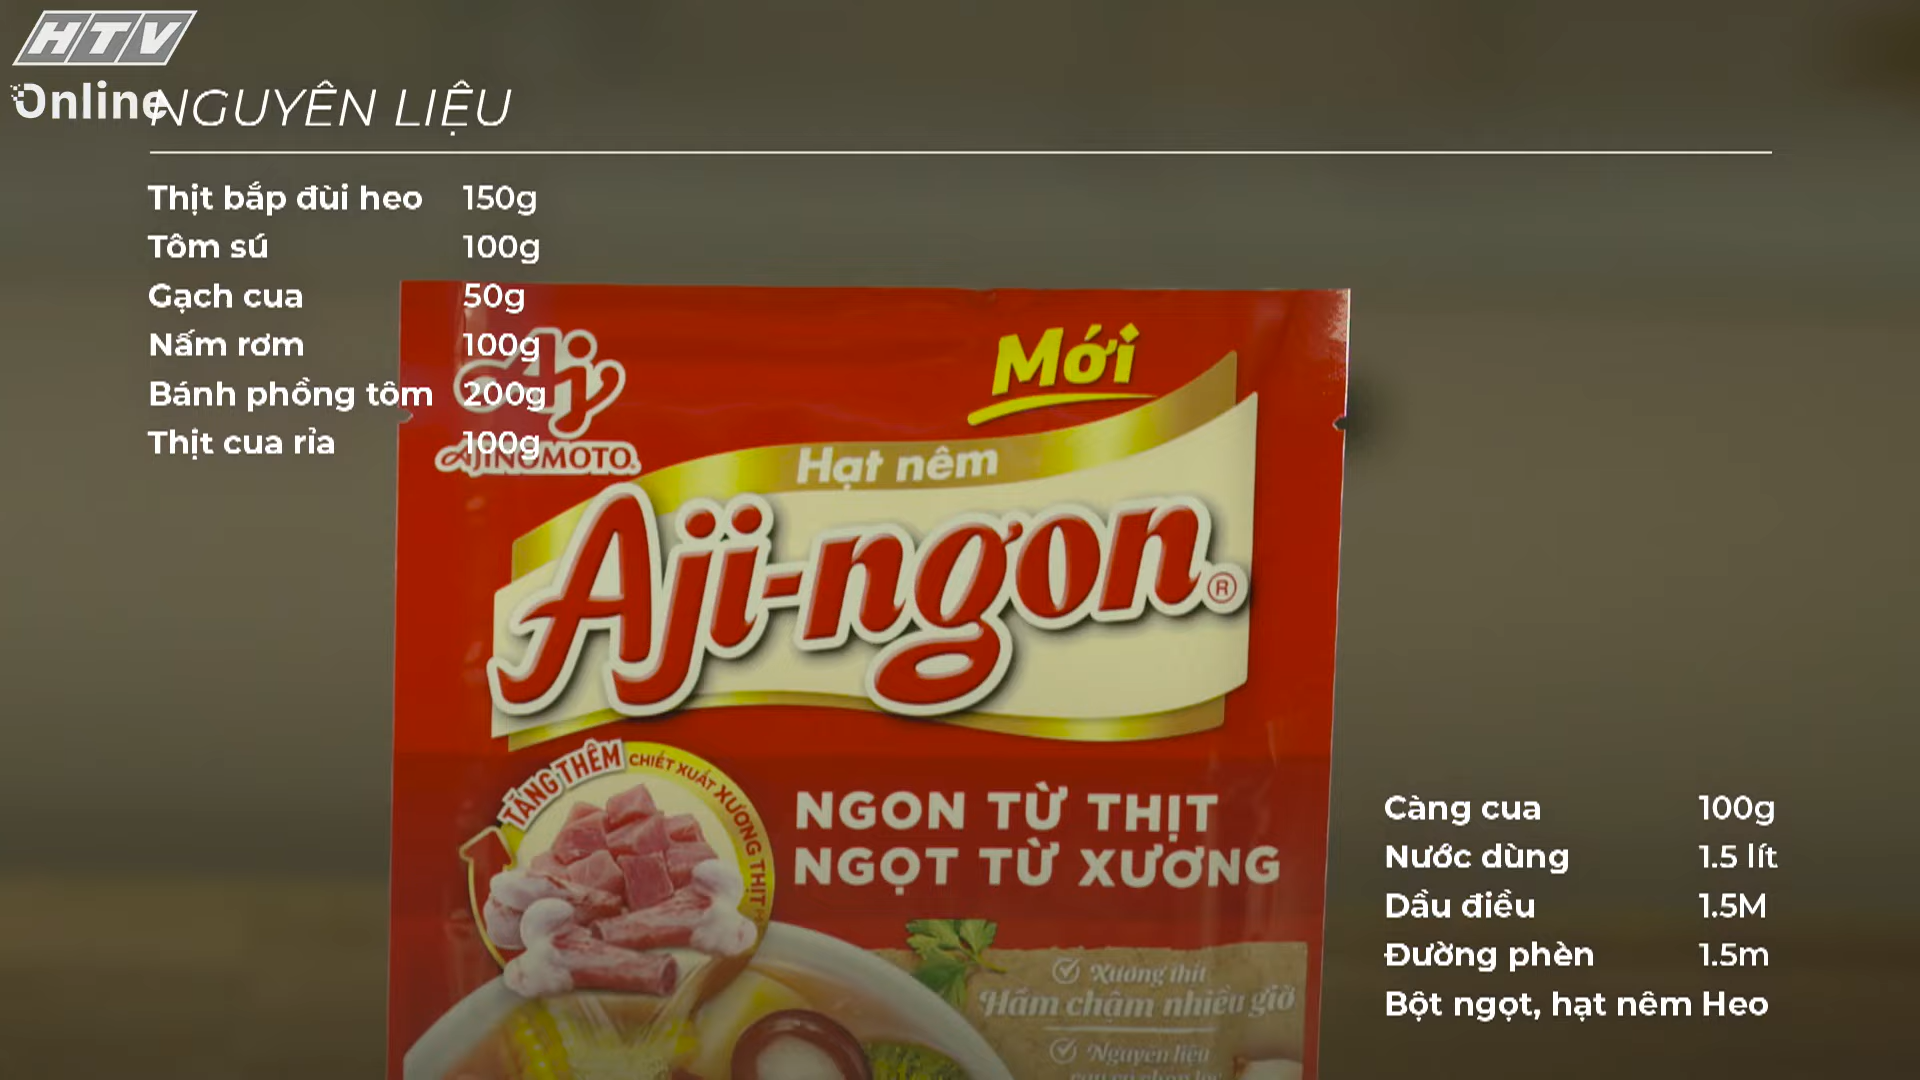 HTV
Online
NGUYÊN LIỆU
Thịt bắp đùi heo 150g
Tôm sú 100g
Gạch cua 50g
Nấm rơm 100g
Bánh phồng tôm 200g
Thịt cua rỉa 100g
Mới
AJINOMOTO
Hạt nêm
Aji-ngon®
TĂNG THÊM CHIẾT XUẤT XƯƠNG THỊT
NGON TỪ THỊT
NGỌT TỪ XƯƠNG
Xương thịt
Hầm chậm nhiều giờ
Nguyên liệu
Càng cua 100g
Nước dùng 1.5 lít
Dầu điều 1.5M
Đường phèn 1.5m
Bột ngọt, hạt nêm Heo